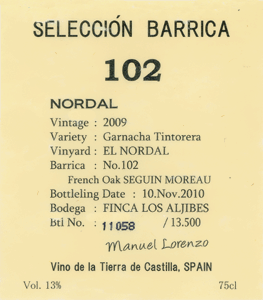 SELECCIÓN BARRICA
102
NORDAL
Vintage : 2009
Variety : Garnacha Tintorera
Vinyard : EL NORDAL
Barrica : No.102
French Oak SEGUIN MOREAU
Bottleling Date : 10.Nov.2010
Bodega : FINCA LOS ALJIBES
btl No. : 11058 / 13.500
Manuel Lorenzo
Vino de la Tierra de Castilla, SPAIN
Vol. 13% 75cl